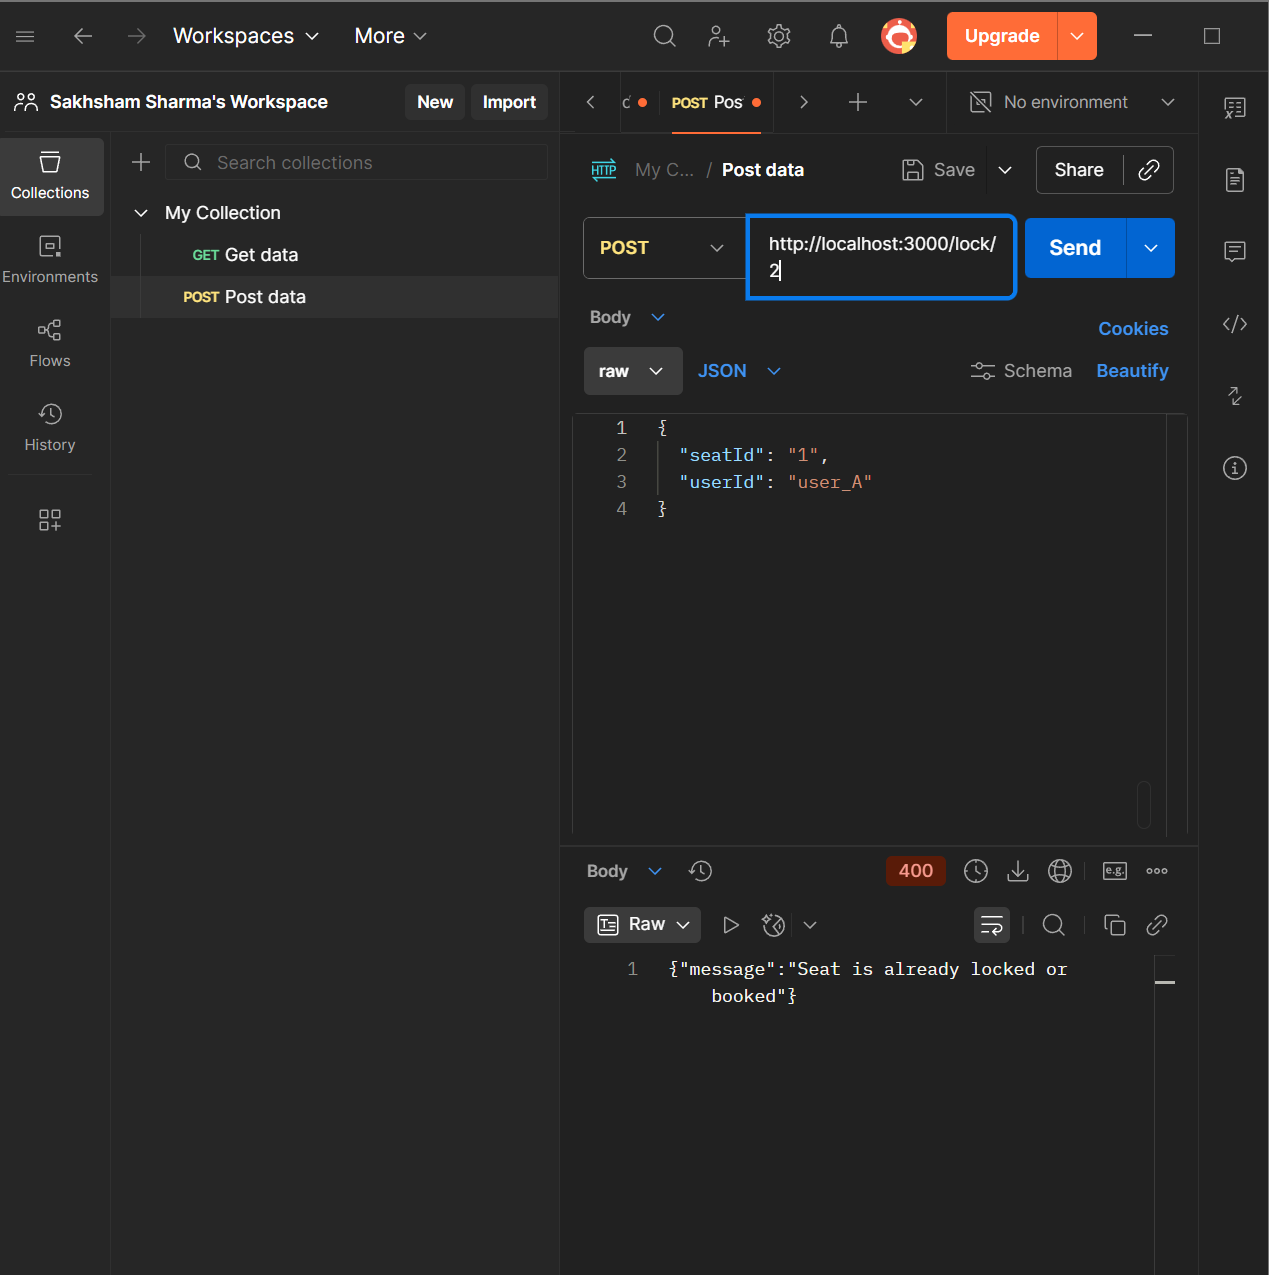 Workspaces More Upgrade
Sakhsham Sharma's Workspace New Import POST Pos No environment
Collections
Environments
Flows
History
Search collections
My Collection
GET Get data
POST Post data
HTTP My C... / Post data Save Share
POST http://localhost:3000/lock/
2 Send
Body Cookies
raw JSON Schema Beautify
1 {
2 "seatId": "1",
3 "userId": "user_A"
4 }
Body 400 e.g.
Raw
1 {"message":"Seat is already locked or
booked"}